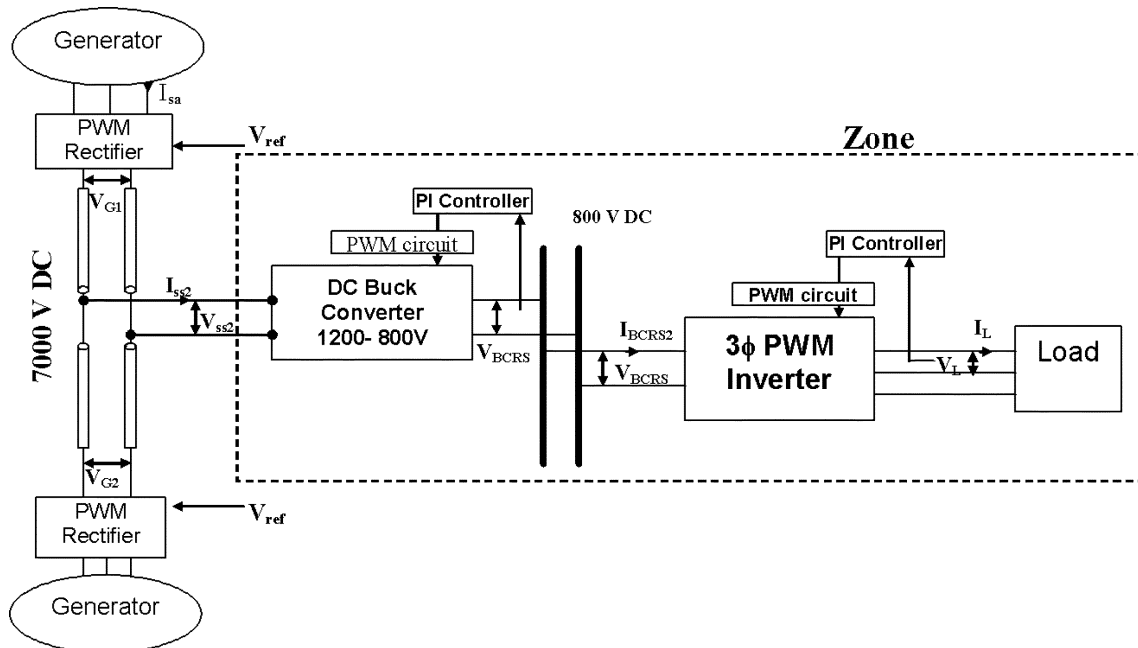 Generator
Isa
PWM
Rectifier
Vref
Zone
VG1
7000 V DC
Iss2
Vss2
PI Controller
PWM circuit
DC Buck
Converter
1200- 800V
VBCRS
800 V DC
IBCRS2
VBCRS
PI Controller
PWM circuit
3ϕ PWM
Inverter
IL
VL
Load
VG2
PWM
Rectifier
Vref
Generator